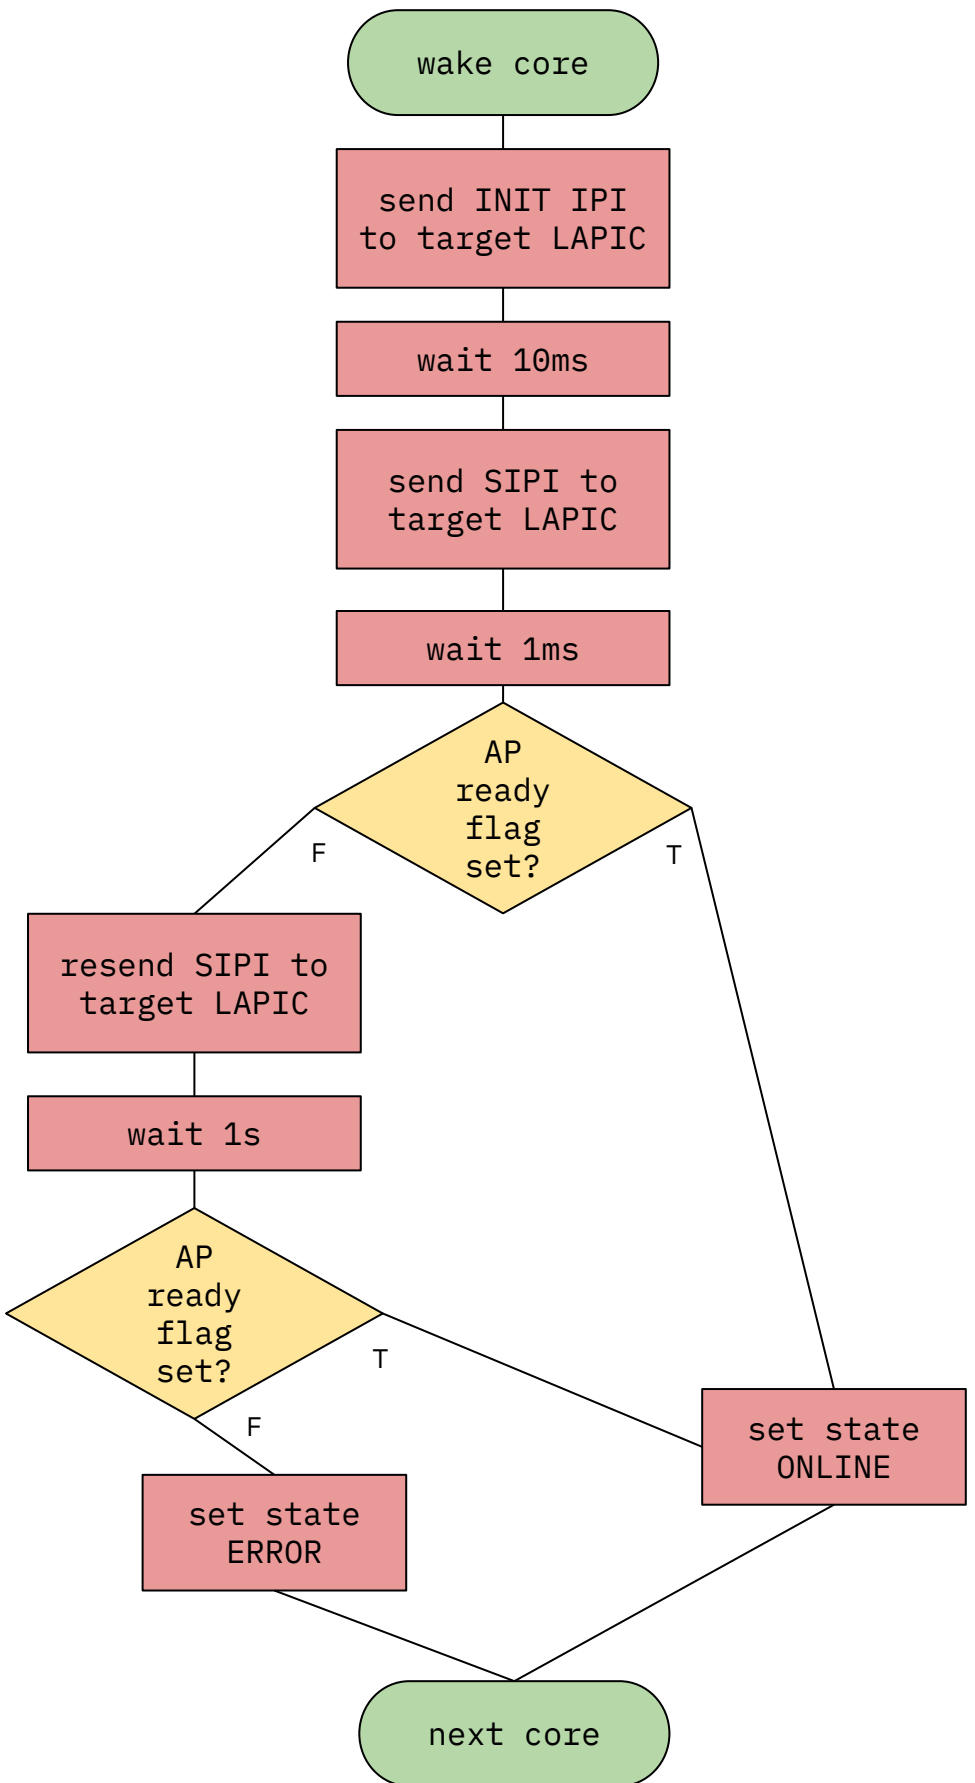 wake core
send INIT IPI
to target LAPIC
wait 10ms
send SIPI to
target LAPIC
wait 1ms
AP
ready
flag
set?
F
T
resend SIPI to
target LAPIC
wait 1s
AP
ready
flag
set?
T
F
set state
ONLINE
set state
ERROR
next core